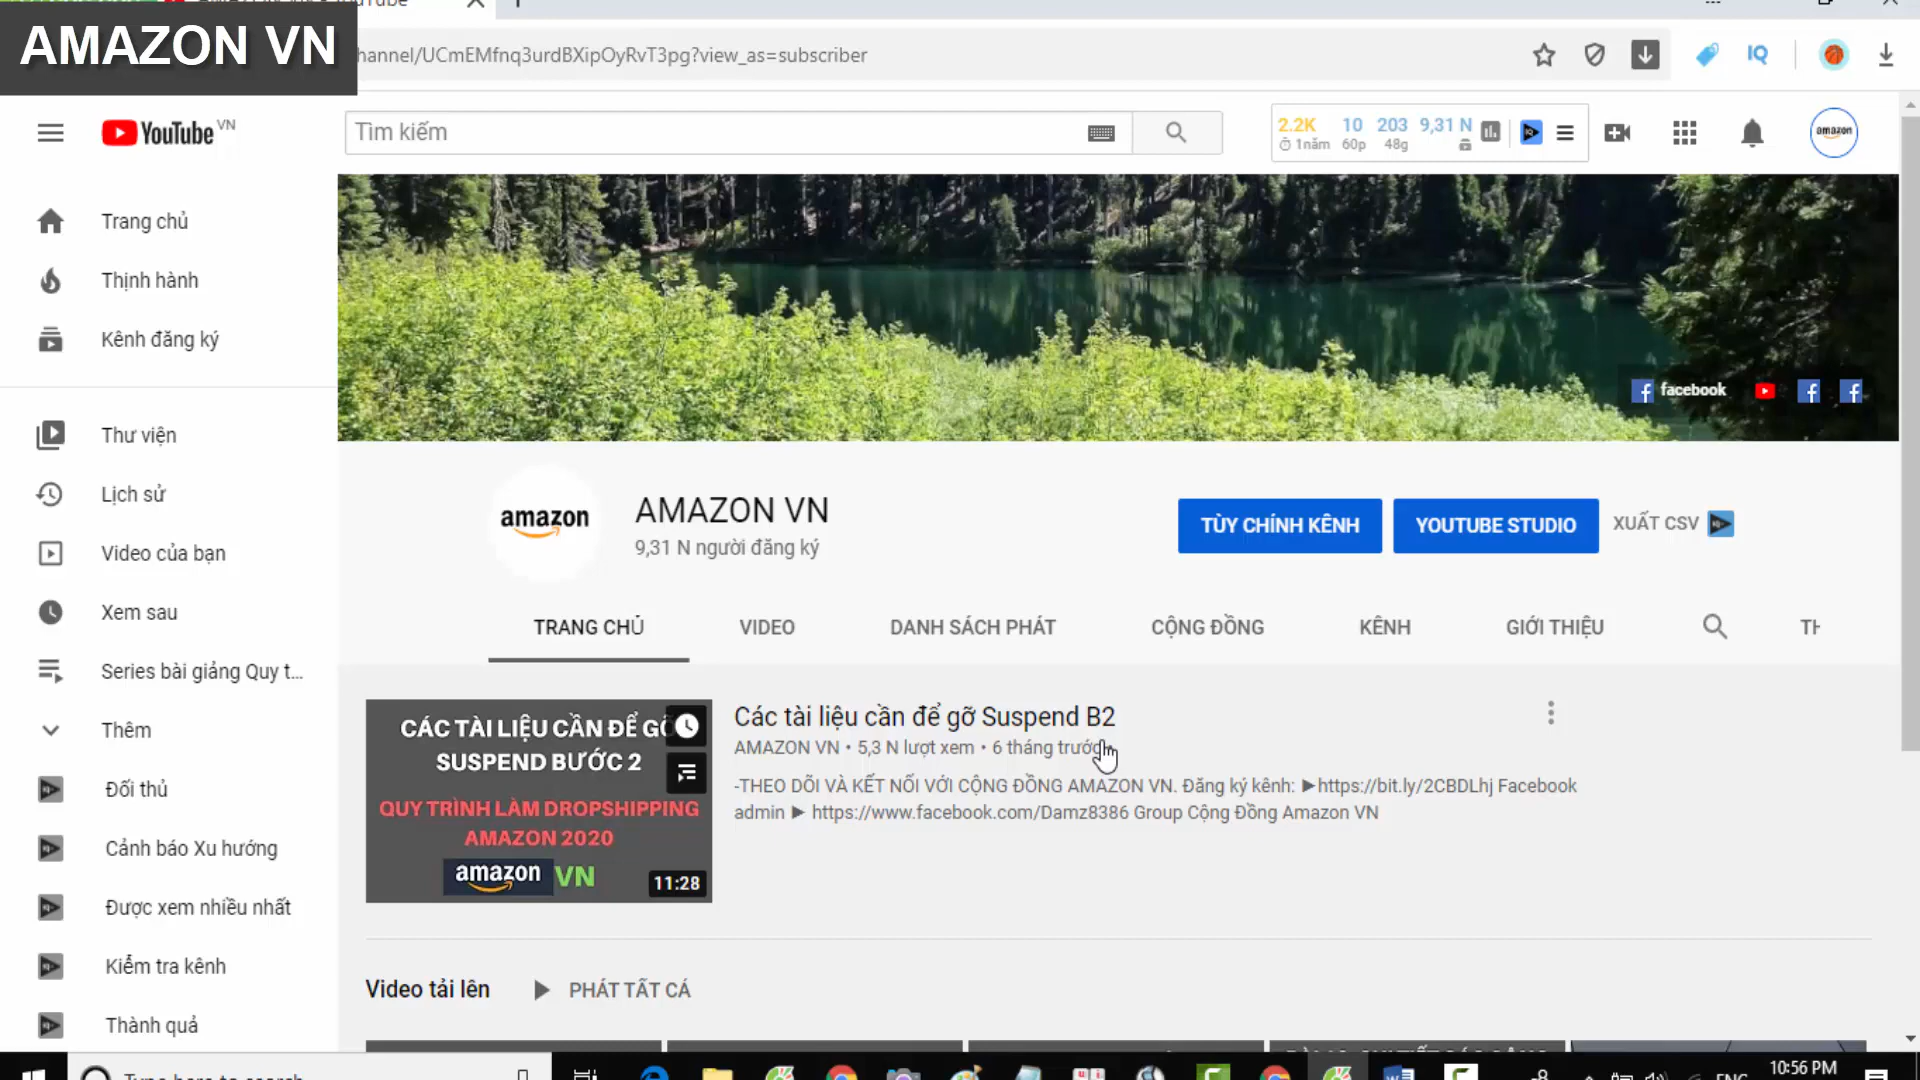 AMAZON VN
hannel/UCmEMfnq3urdBXipOyRvT3pg?view_as=subscriber
IQ
YouTube VN
Tìm kiếm
2.2K 10 203 9,31 N
1năm 60p 48g
amazon
Trang chủ
Thịnh hành
Kênh đăng ký
facebook
Thư viện
Lịch sử
Video của bạn
Xem sau
Series bài giảng Quy t...
Thêm
Đối thủ
Cảnh báo Xu hướng
Được xem nhiều nhất
Kiểm tra kênh
Thành quả
amazon
AMAZON VN
9,31 N người đăng ký
TÙY CHỈNH KÊNH
YOUTUBE STUDIO
XUẤT CSV
TRANG CHỦ
VIDEO
DANH SÁCH PHÁT
CỘNG ĐỒNG
KÊNH
GIỚI THIỆU
CÁC TÀI LIỆU CẦN ĐỂ GỠ
SUSPEND BƯỚC 2
QUY TRÌNH LÀM DROPSHIPPING
AMAZON 2020
amazon VN
11:28
Các tài liệu cần để gỡ Suspend B2
AMAZON VN • 5,3 N lượt xem • 6 tháng trước
-THEO DÕI VÀ KẾT NỐI VỚI CỘNG ĐỒNG AMAZON VN. Đăng ký kênh: ►https://bit.ly/2CBDLhj Facebook
admin ► https://www.facebook.com/Damz8386 Group Cộng Đồng Amazon VN
Video tải lên
PHÁT TẤT CẢ
Type here to search
ENG
10:56 PM